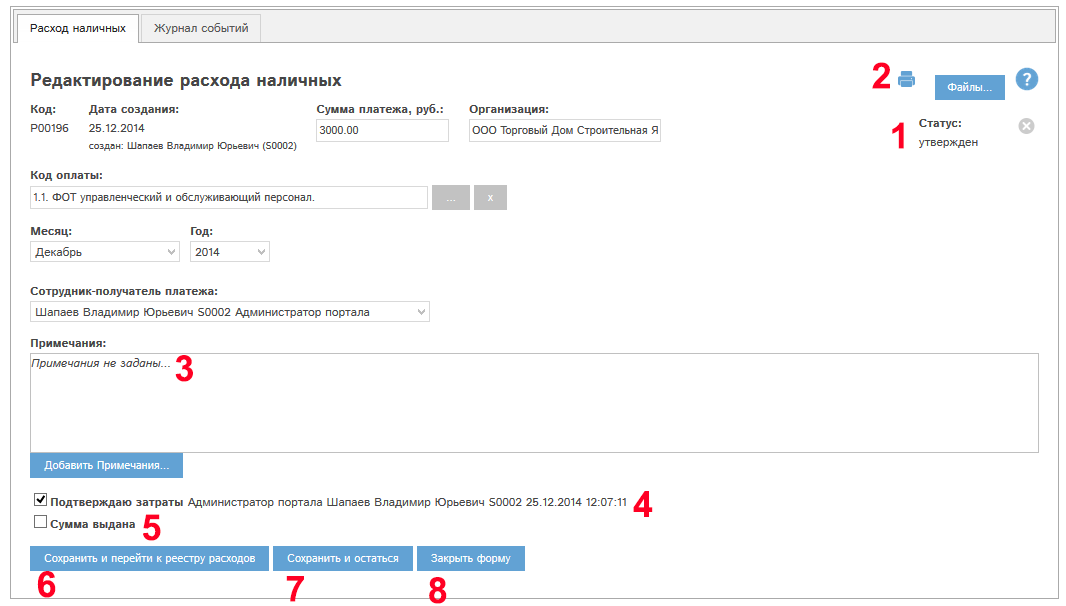 Расход наличных Журнал событий
Редактирование расхода наличных 2 Файлы... ?
Код: Дата создания: Сумма платежа, руб.: Организация: Статус:
P00196 25.12.2014 3000.00 ООО Торговый Дом Строительная Я 1 утвержден
создан: Шапаев Владимир Юрьевич (S0002)
Код оплаты:
1.1. ФОТ управленческий и обслуживающий персонал. ... x
Месяц: Год:
Декабрь 2014
Сотрудник-получатель платежа:
Шапаев Владимир Юрьевич S0002 Администратор портала
Примечания:
Примечания не заданы... 3
Добавить Примечания...
Подтверждаю затраты Администратор портала Шапаев Владимир Юрьевич S0002 25.12.2014 12:07:11 4
Сумма выдана 5
Сохранить и перейти к реестру расходов Сохранить и остаться Закрыть форму
6 7 8